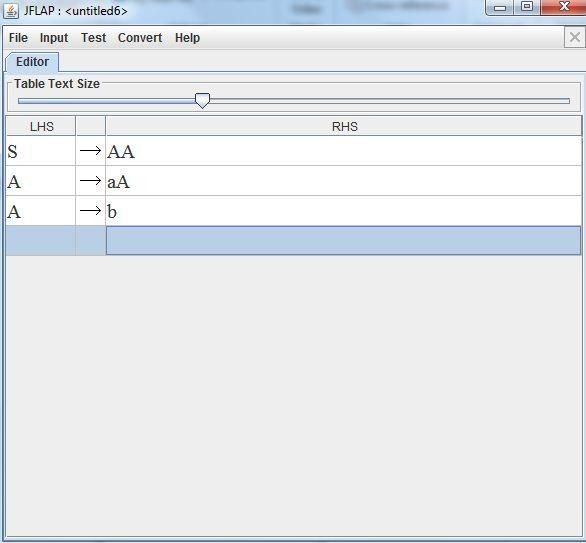 JFLAP : <untitled6>
File Input Test Convert Help
Editor
Table Text Size
LHS RHS
S → AA
A → aA
A → b